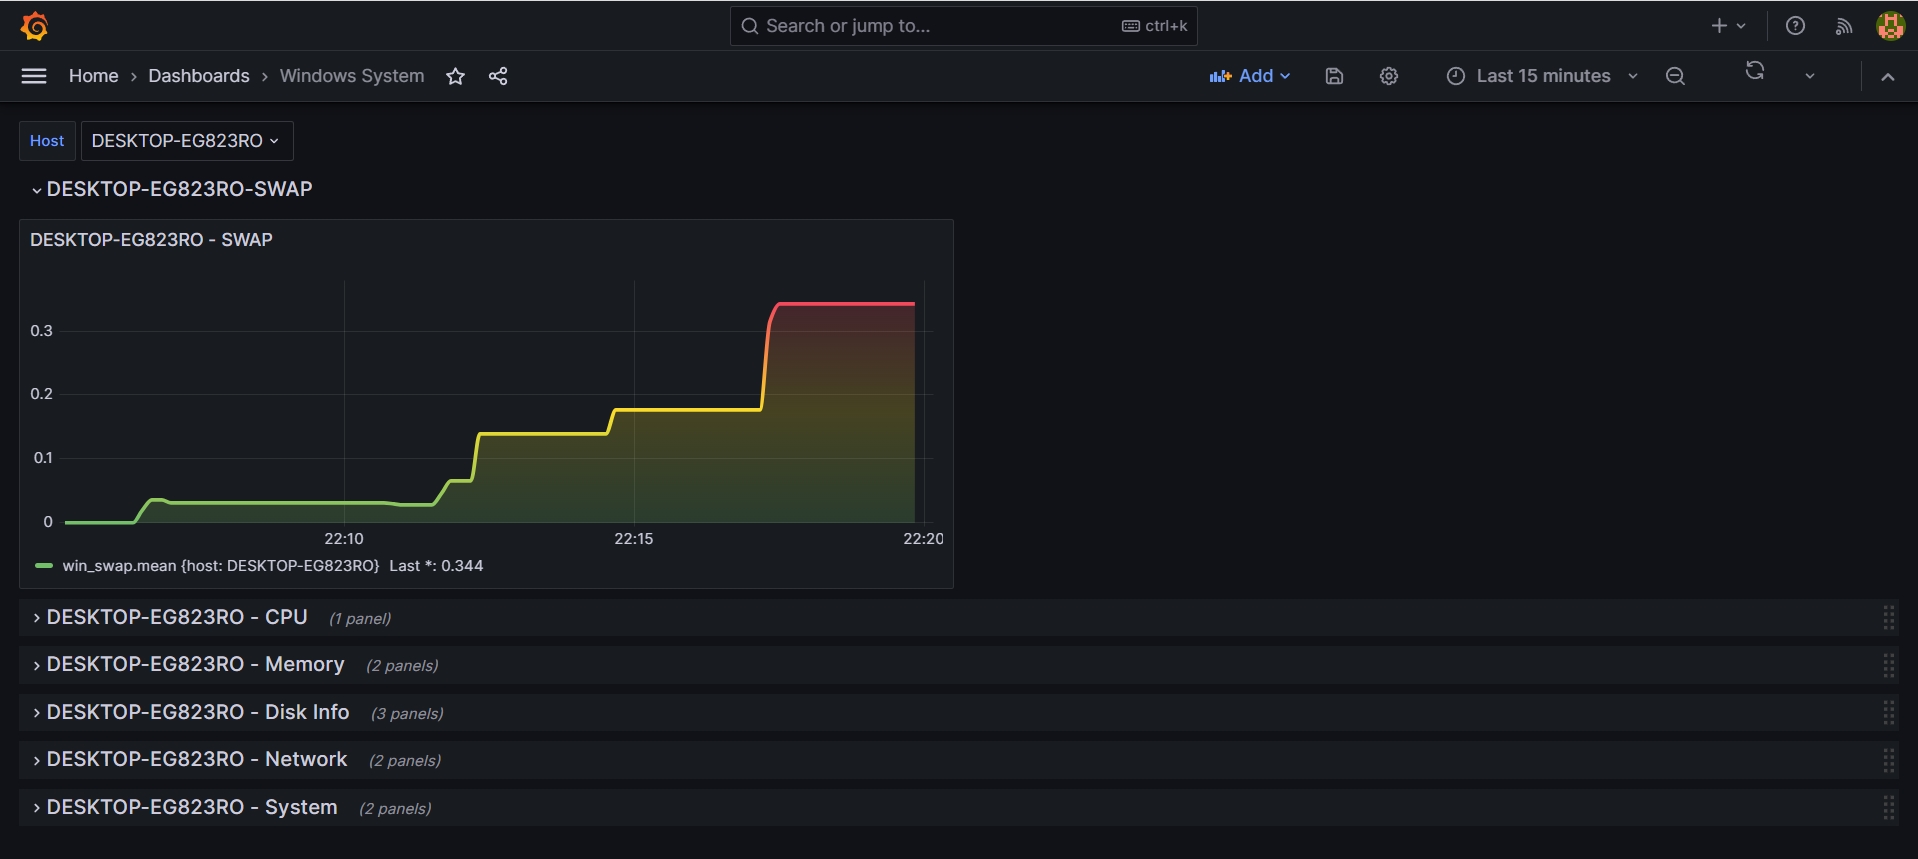 Search or jump to... ctrl+k
Home › Dashboards › Windows System Add Last 15 minutes
Host DESKTOP-EG823RO
DESKTOP-EG823RO-SWAP
DESKTOP-EG823RO - SWAP
0.3
0.2
0.1
0
22:10 22:15 22:20
win_swap.mean {host: DESKTOP-EG823RO} Last *: 0.344
DESKTOP-EG823RO - CPU (1 panel)
DESKTOP-EG823RO - Memory (2 panels)
DESKTOP-EG823RO - Disk Info (3 panels)
DESKTOP-EG823RO - Network (2 panels)
DESKTOP-EG823RO - System (2 panels)